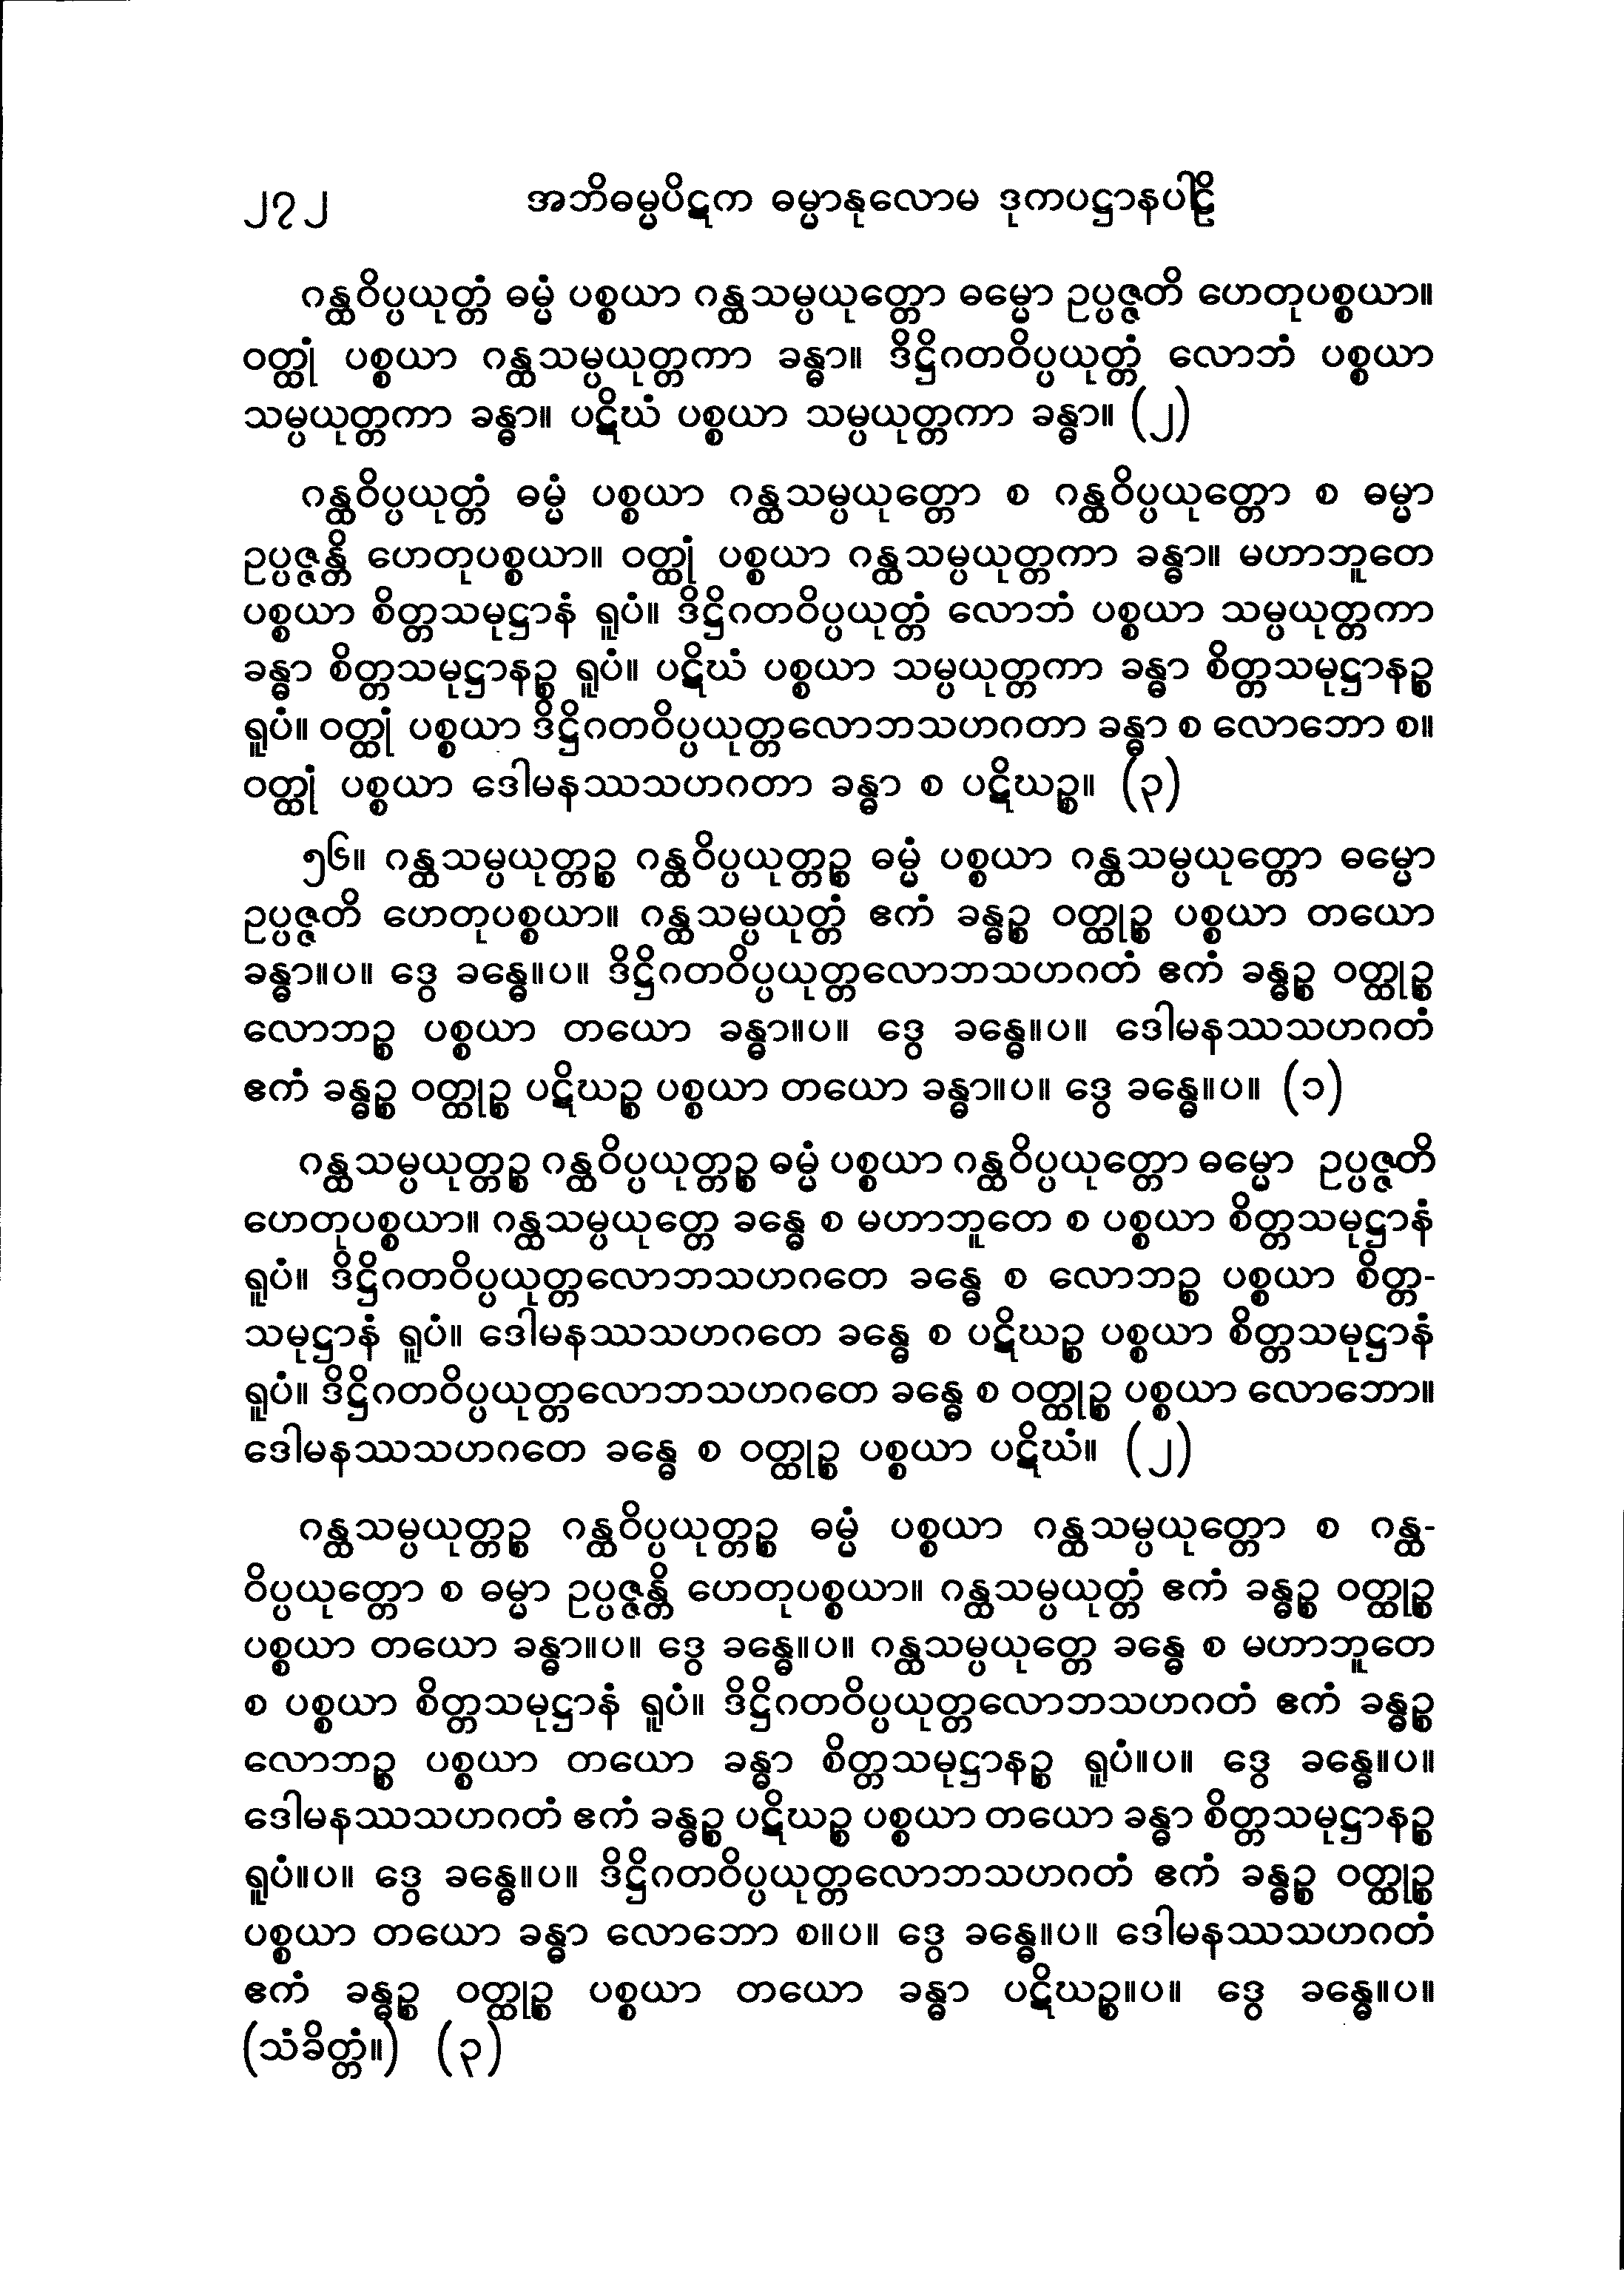 ၂၇၂ အဘိဓမ္မပိဋက ဓမ္မာနုလောမ ဒုကပဋ္ဌာနပါဠိ
ဂန္ထဝိပ္ပယုတ္တံ ဓမ္မံ ပစ္စယာ ဂန္ထသမ္ပယုတ္တော ဓမ္မော ဥပ္ပဇ္ဇတိ ဟေတုပစ္စယာ။
ဝတ္ထုံ ပစ္စယာ ဂန္ထသမ္ပယုတ္တကာ ခန္ဓာ။ ဒိဋ္ဌိဂတဝိပ္ပယုတ္တံ လောဘံ ပစ္စယာ
သမ္ပယုတ္တကာ ခန္ဓာ။ ပဋိဃံ ပစ္စယာ သမ္ပယုတ္တကာ ခန္ဓာ။ (၂)
ဂန္ထဝိပ္ပယုတ္တံ ဓမ္မံ ပစ္စယာ ဂန္ထသမ္ပယုတ္တော စ ဂန္ထဝိပ္ပယုတ္တော စ ဓမ္မာ
ဥပ္ပဇ္ဇန္တိ ဟေတုပစ္စယာ။ ဝတ္ထုံ ပစ္စယာ ဂန္ထသမ္ပယုတ္တကာ ခန္ဓာ။ မဟာဘူတေ
ပစ္စယာ စိတ္တသမုဋ္ဌာနံ ရူပံ။ ဒိဋ္ဌိဂတဝိပ္ပယုတ္တံ လောဘံ ပစ္စယာ သမ္ပယုတ္တကာ
ခန္ဓာ စိတ္တသမုဋ္ဌာနဉ္စ ရူပံ။ ပဋိဃံ ပစ္စယာ သမ္ပယုတ္တကာ ခန္ဓာ စိတ္တသမုဋ္ဌာနဉ္စ
ရူပံ။ ဝတ္ထုံ ပစ္စယာ ဒိဋ္ဌိဂတဝိပ္ပယုတ္တလောဘသဟဂတာ ခန္ဓာ စ လောဘော စ။
ဝတ္ထုံ ပစ္စယာ ဒေါမနဿသဟဂတာ ခန္ဓာ စ ပဋိဃဉ္စ။ (၃)
၅၆။ ဂန္ထသမ္ပယုတ္တဉ္စ ဂန္ထဝိပ္ပယုတ္တဉ္စ ဓမ္မံ ပစ္စယာ ဂန္ထသမ္ပယုတ္တော ဓမ္မော
ဥပ္ပဇ္ဇတိ ဟေတုပစ္စယာ။ ဂန္ထသမ္ပယုတ္တံ ဧကံ ခန္ဓဉ္စ ဝတ္ထုဉ္စ ပစ္စယာ တယော
ခန္ဓာ။ပ။ ဒွေ ခန္ဓေ။ပ။ ဒိဋ္ဌိဂတဝိပ္ပယုတ္တလောဘသဟဂတံ ဧကံ ခန္ဓဉ္စ ဝတ္ထုဉ္စ
လောဘဉ္စ ပစ္စယာ တယော ခန္ဓာ။ပ။ ဒွေ ခန္ဓေ။ပ။ ဒေါမနဿသဟဂတံ
ဧကံ ခန္ဓဉ္စ ဝတ္ထုဉ္စ ပဋိဃဉ္စ ပစ္စယာ တယော ခန္ဓာ။ပ။ ဒွေ ခန္ဓေ။ပ။ (၁)
ဂန္ထသမ္ပယုတ္တဉ္စ ဂန္ထဝိပ္ပယုတ္တဉ္စ ဓမ္မံ ပစ္စယာ ဂန္ထဝိပ္ပယုတ္တော ဓမ္မော ဥပ္ပဇ္ဇတိ
ဟေတုပစ္စယာ။ ဂန္ထသမ္ပယုတ္တေ ခန္ဓေ စ မဟာဘူတေ စ ပစ္စယာ စိတ္တသမုဋ္ဌာနံ
ရူပံ။ ဒိဋ္ဌိဂတဝိပ္ပယုတ္တလောဘသဟဂတေ ခန္ဓေ စ လောဘဉ္စ ပစ္စယာ စိတ္တ-
သမုဋ္ဌာနံ ရူပံ။ ဒေါမနဿသဟဂတေ ခန္ဓေ စ ပဋိဃဉ္စ ပစ္စယာ စိတ္တသမုဋ္ဌာနံ
ရူပံ။ ဒိဋ္ဌိဂတဝိပ္ပယုတ္တလောဘသဟဂတေ ခန္ဓေ စ ဝတ္ထုဉ္စ ပစ္စယာ လောဘော။
ဒေါမနဿသဟဂတေ ခန္ဓေ စ ဝတ္ထုဉ္စ ပစ္စယာ ပဋိဃံ။ (၂)
ဂန္ထသမ္ပယုတ္တဉ္စ ဂန္ထဝိပ္ပယုတ္တဉ္စ ဓမ္မံ ပစ္စယာ ဂန္ထသမ္ပယုတ္တော စ ဂန္ထ-
ဝိပ္ပယုတ္တော စ ဓမ္မာ ဥပ္ပဇ္ဇန္တိ ဟေတုပစ္စယာ။ ဂန္ထသမ္ပယုတ္တံ ဧကံ ခန္ဓဉ္စ ဝတ္ထုဉ္စ
ပစ္စယာ တယော ခန္ဓာ။ပ။ ဒွေ ခန္ဓေ။ပ။ ဂန္ထသမ္ပယုတ္တေ ခန္ဓေ စ မဟာဘူတေ
စ ပစ္စယာ စိတ္တသမုဋ္ဌာနံ ရူပံ။ ဒိဋ္ဌိဂတဝိပ္ပယုတ္တလောဘသဟဂတံ ဧကံ ခန္ဓဉ္စ
လောဘဉ္စ ပစ္စယာ တယော ခန္ဓာ စိတ္တသမုဋ္ဌာနဉ္စ ရူပံ။ပ။ ဒွေ ခန္ဓေ။ပ။
ဒေါမနဿသဟဂတံ ဧကံ ခန္ဓဉ္စ ပဋိဃဉ္စ ပစ္စယာ တယော ခန္ဓာ စိတ္တသမုဋ္ဌာနဉ္စ
ရူပံ။ပ။ ဒွေ ခန္ဓေ။ပ။ ဒိဋ္ဌိဂတဝိပ္ပယုတ္တလောဘသဟဂတံ ဧကံ ခန္ဓဉ္စ ဝတ္ထုဉ္စ
ပစ္စယာ တယော ခန္ဓာ လောဘော စ။ပ။ ဒွေ ခန္ဓေ။ပ။ ဒေါမနဿသဟဂတံ
ဧကံ ခန္ဓဉ္စ ဝတ္ထုဉ္စ ပစ္စယာ တယော ခန္ဓာ ပဋိဃဉ္စ။ပ။ ဒွေ ခန္ဓေ။ပ။
(သံခိတ္တံ။) (၃)